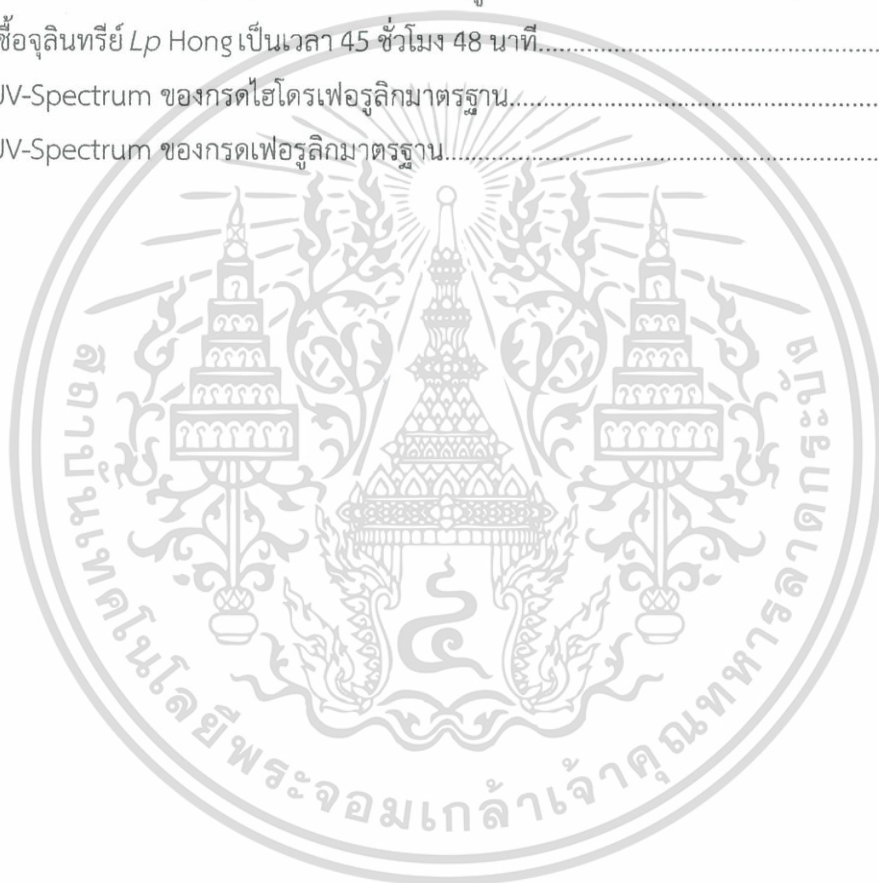 ชื้อจุลินทรีย์ Lp Hong เป็นเวลา 45 ชั่วโมง 48 นาที................................................................
UV-Spectrum ของกรดไฮโดรเฟอรูลิกมาตรฐาน................................................................
UV-Spectrum ของกรดเฟอรูลิกมาตรฐาน................................................................
สถาบันเทคโนโลยีพระจอมเกล้าเจ้าคุณทหารลาดกระบัง
๔